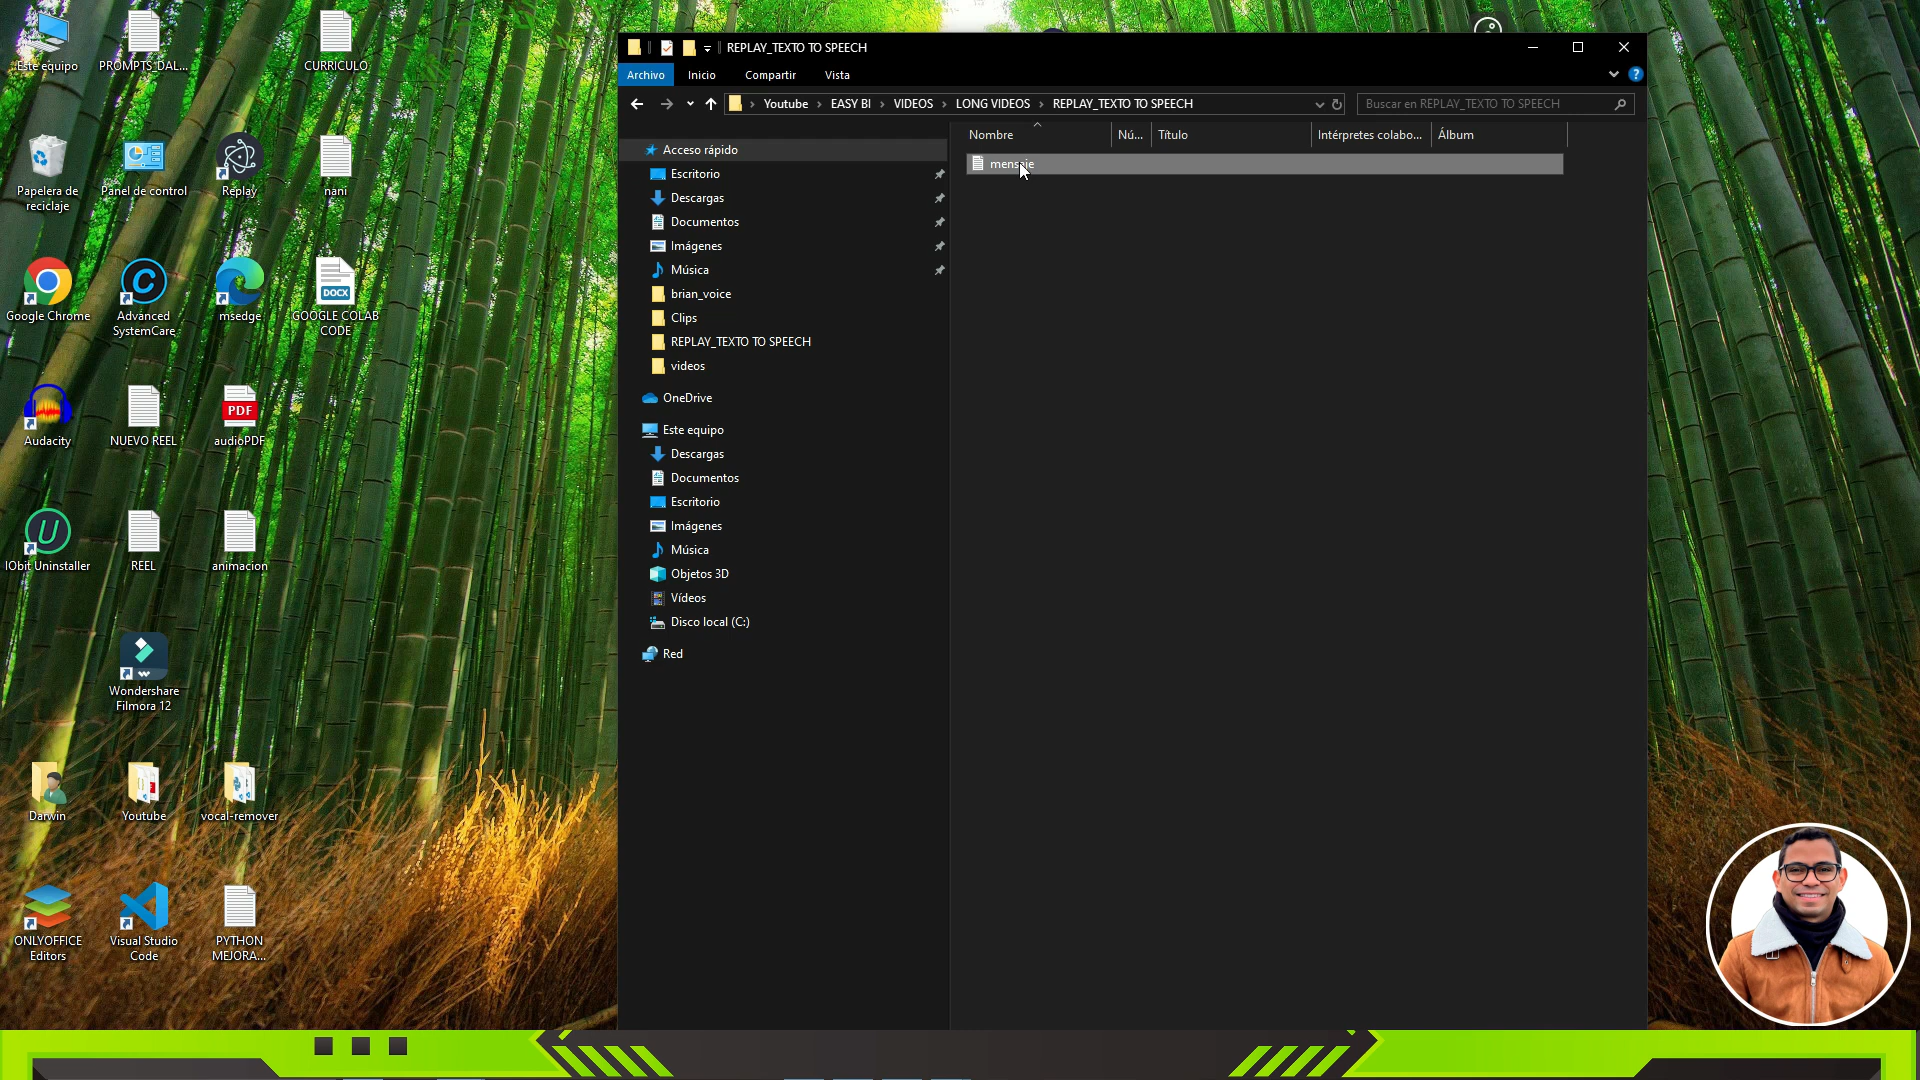 Este equipo
PROMPTS_DAL...
CURRICULO
Papelera de
reciclaje
Panel de control
Replay
nani
Google Chrome
Advanced
SystemCare
msedge
DOCX
GOOGLE COLAB
CODE
Audacity
NUEVO REEL
PDF
audioPDF
IObit Uninstaller
REEL
animacion
Wondershare
Filmora 12
Darwin
Youtube
vocal-remover
ONLYOFFICE
Editors
Visual Studio
Code
PYTHON
MEJORA...
REPLAY_TEXTO TO SPEECH
Archivo
Inicio
Compartir
Vista
Youtube
EASY BI
VIDEOS
LONG VIDEOS
REPLAY_TEXTO TO SPEECH
Buscar en REPLAY_TEXTO TO SPEECH
Acceso rápido
Escritorio
Descargas
Documentos
Imágenes
Música
brian_voice
Clips
REPLAY_TEXTO TO SPEECH
videos
OneDrive
Este equipo
Descargas
Documentos
Escritorio
Imágenes
Música
Objetos 3D
Vídeos
Disco local (C:)
Red
Nombre
Nú...
Título
Intérpretes colabo...
Álbum